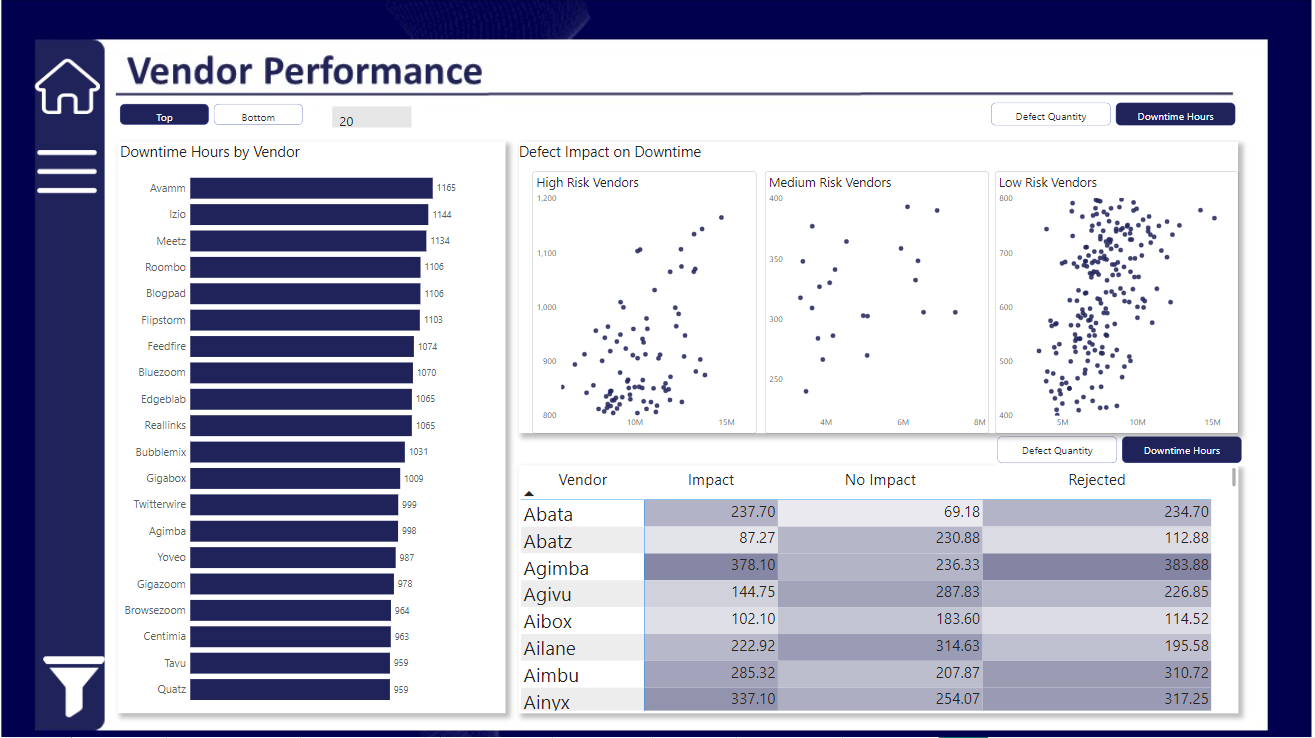 Vendor Performance
Top
Bottom
20
Defect Quantity
Downtime Hours
Downtime Hours by Vendor
Avamm 1165
Izio 1144
Meetz 1134
Roombo 1106
Blogpad 1106
Flipstorm 1103
Feedfire 1074
Bluezoom 1070
Edgeblab 1065
Reallinks 1065
Bubblemix 1031
Gigabox 1009
Twitterwire 999
Agimba 998
Yoveo 987
Gigazoom 978
Browsezoom 964
Centimia 963
Tavu 959
Quatz 959
Defect Impact on Downtime
High Risk Vendors
1,200
1,100
1,000
900
800
10M 15M
Medium Risk Vendors
400
350
300
250
4M 6M 8M
Low Risk Vendors
800
700
600
500
400
5M 10M 15M
Defect Quantity
Downtime Hours
Vendor Impact No Impact Rejected
Abata 237.70 69.18 234.70
Abatz 87.27 230.88 112.88
Agimba 378.10 236.33 383.88
Agivu 144.75 287.83 226.85
Aibox 102.10 183.60 114.52
Ailane 222.92 314.63 195.58
Aimbu 285.32 207.87 310.72
Ainyx 337.10 254.07 317.25